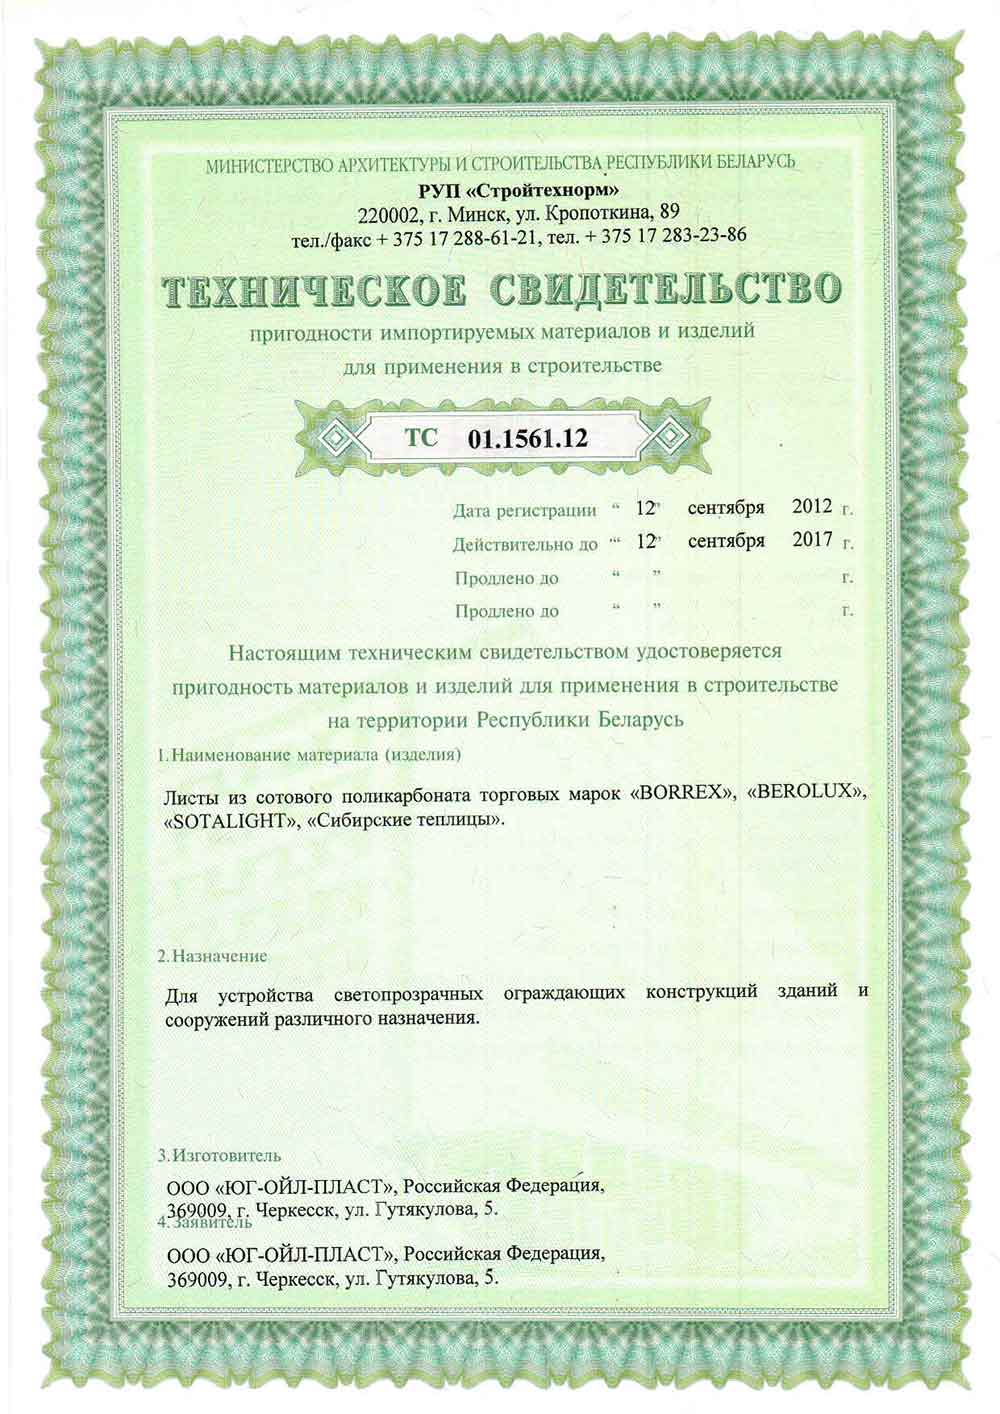 МИНИСТЕРСТВО АРХИТЕКТУРЫ И СТРОИТЕЛЬСТВА РЕСПУБЛИКИ БЕЛАРУСЬ
РУП «Стройтехнорм»
220002, г. Минск, ул. Кропоткина, 89
тел./факс + 375 17 288-61-21, тел. + 375 17 283-23-86
ТЕХНИЧЕСКОЕ СВИДЕТЕЛЬСТВО
пригодности импортируемых материалов и изделий
для применения в строительстве
ТС 01.1561.12
Дата регистрации “ 12” сентября 2012 г.
Действительно до “ 12” сентября 2017 г.
Продлено до “ ” г.
Продлено до “ ” г.
Настоящим техническим свидетельством удостоверяется
пригодность материалов и изделий для применения в строительстве
на территории Республики Беларусь
1.Наименование материала (изделия)
Листы из сотового поликарбоната торговых марок «BORREX», «BEROLUX»,
«SOTALIGHT», «Сибирские теплицы».
2.Назначение
Для устройства светопрозрачных ограждающих конструкций зданий и
сооружений различного назначения.
3.Изготовитель
ООО «ЮГ-ОЙЛ-ПЛАСТ», Российская Федерация,
369009, г. Черкесск, ул. Гутякулова, 5.
4.Заявитель
ООО «ЮГ-ОЙЛ-ПЛАСТ», Российская Федерация,
369009, г. Черкесск, ул. Гутякулова, 5.